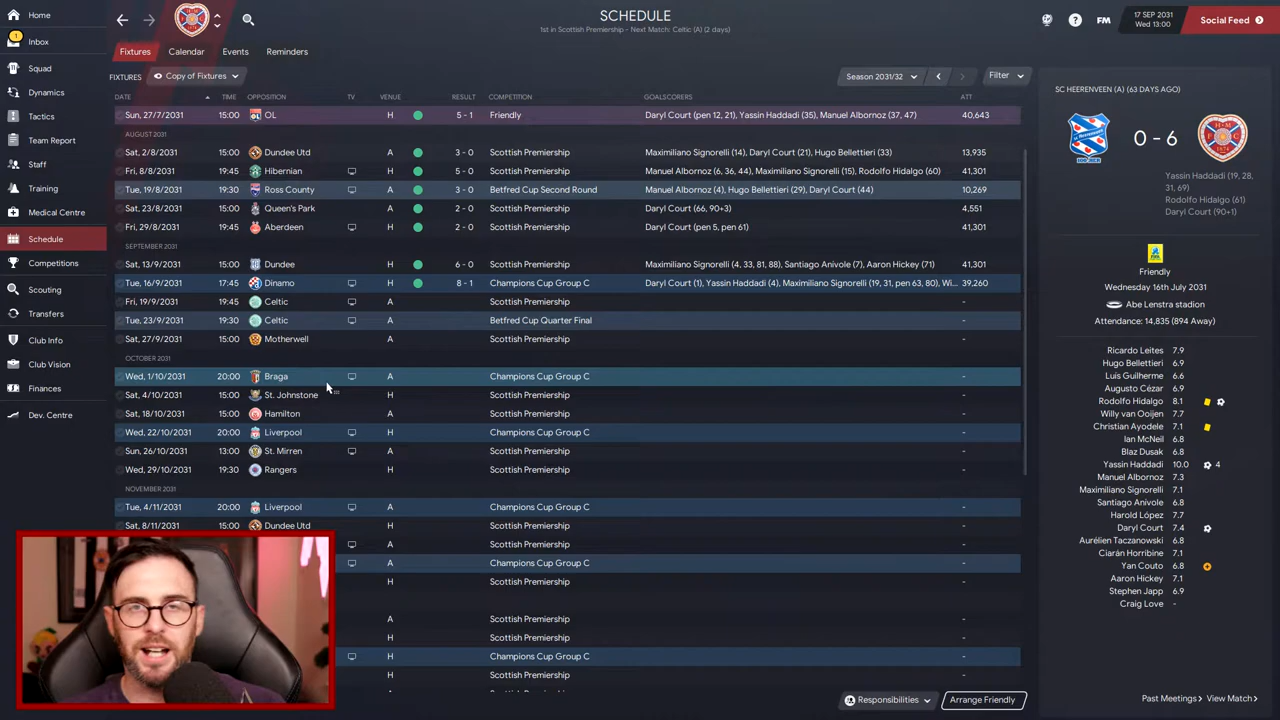 Home
SCHEDULE
17 SEP 2031
Wed 13:00
Social Feed
FM
1
Inbox
1st in Scottish Premiership - Next Match: Celtic (A) (2 days)
Squad
Fixtures Calendar Events Reminders
FIXTURES Copy of Fixtures Season 2031/32 Filter
Dynamics
DATE TIME OPPOSITION TV VENUE RESULT COMPETITION GOALSCORERS ATT
Tactics
Sun, 27/7/2031 15:00 OL H 5 - 1 Friendly Daryl Court (pen 12, 21), Yassin Haddadi (35), Manuel Albornoz (37, 47) 40,643
AUGUST 2031
Team Report
Sat, 2/8/2031 15:00 Dundee Utd A 3 - 0 Scottish Premiership Maximiliano Signorelli (14), Daryl Court (21), Hugo Bellettieri (33) 13,935
Staff
Fri, 8/8/2031 19:45 Hibernian H 5 - 0 Scottish Premiership Manuel Albornoz (6, 36, 44), Maximiliano Signorelli (15), Rodolfo Hidalgo (60) 41,301
Training
Tue, 19/8/2031 19:30 Ross County A 3 - 0 Betfred Cup Second Round Manuel Albornoz (4), Hugo Bellettieri (29), Daryl Court (44) 10,269
Medical Centre
Sat, 23/8/2031 15:00 Queen's Park A 2 - 0 Scottish Premiership Daryl Court (66, 90+3) 4,551
Fri, 29/8/2031 19:45 Aberdeen H 2 - 0 Scottish Premiership Daryl Court (pen 5, pen 61) 41,301
Schedule
SEPTEMBER 2031
Competitions
Sat, 13/9/2031 15:00 Dundee H 6 - 0 Scottish Premiership Maximiliano Signorelli (4, 33, 81, 88), Santiago Anivole (7), Aaron Hickey (71) 41,301
Scouting
Tue, 16/9/2031 17:45 Dinamo H 8 - 1 Champions Cup Group C Daryl Court (1), Yassin Haddadi (4), Maximiliano Signorelli (19, 31, pen 63, 80), Wi... 39,260
Fri, 19/9/2031 19:45 Celtic A Scottish Premiership -
Transfers
Tue, 23/9/2031 19:30 Celtic A Betfred Cup Quarter Final -
Club Info
Sat, 27/9/2031 15:00 Motherwell A Scottish Premiership -
OCTOBER 2031
Club Vision
Wed, 1/10/2031 20:00 Braga A Champions Cup Group C -
Finances
Sat, 4/10/2031 15:00 St. Johnstone H Scottish Premiership -
Dev. Centre
Sat, 18/10/2031 15:00 Hamilton A Scottish Premiership -
Wed, 22/10/2031 20:00 Liverpool H Champions Cup Group C -
Sun, 26/10/2031 13:00 St. Mirren A Scottish Premiership -
Wed, 29/10/2031 19:30 Rangers H Scottish Premiership -
NOVEMBER 2031
Tue, 4/11/2031 20:00 Liverpool A Champions Cup Group C -
Sat, 8/11/2031 15:00 Dundee Utd H Scottish Premiership -
A Scottish Premiership -
A Champions Cup Group C -
H Scottish Premiership -
A Scottish Premiership -
H Scottish Premiership -
H Champions Cup Group C -
H Scottish Premiership -
Responsibilities Arrange Friendly
SC HEERENVEEN (A) (63 DAYS AGO)
0 - 6
Yassin Haddadi (19, 28,
31, 69)
Rodolfo Hidalgo (61)
Daryl Court (90+1)
Friendly
Wednesday 16th July 2031
Abe Lenstra stadion
Attendance: 14,835 (894 Away)
Ricardo Leites 7.9
Hugo Bellettieri 6.9
Luis Guilherme 6.6
Augusto Cézar 6.9
Rodolfo Hidalgo 8.1
Willy van Ooijen 7.7
Christian Ayodele 7.1
Ian McNeil 6.8
Blaz Dusak 6.8
Yassin Haddadi 10.0 4
Manuel Albornoz 7.3
Maximiliano Signorelli 7.1
Santiago Anivole 6.8
Harold López 7.7
Daryl Court 7.4
Aurélien Taczanowski 6.8
Ciarán Horribine 7.1
Yan Couto 6.8
Aaron Hickey 7.1
Stephen Japp 6.9
Craig Love -
Past Meetings View Match